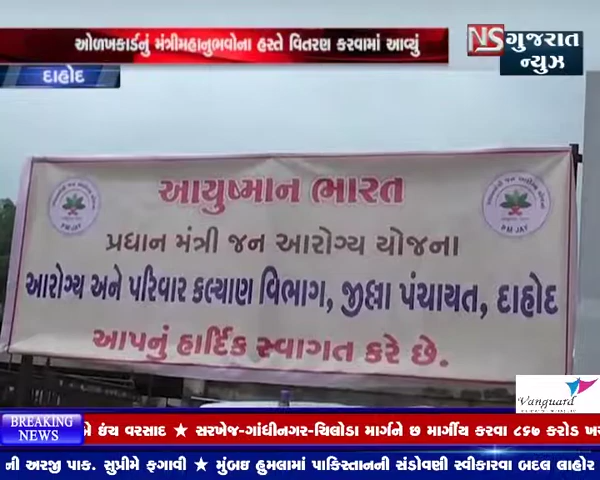 ઓળખકાર્ડનું મંત્રીમહાનુભવોના હસ્તે વિતરણ કરવામાં આવ્યું
NS ગુજરાત ન્યુઝ
દાહોદ
આયુષ્માન ભારત
પ્રધાન મંત્રી જન આરોગ્ય યોજના
આરોગ્ય અને પરિવાર કલ્યાણ વિભાગ, જીલ્લા પંચાયત, દાહોદ
આપનું હાર્દિક સ્વાગત કરે છે.
PM JAY
PM JAY
Vanguard
BREAKING NEWS
ઇંચ વરસાદ ★ સરખેજ-ગાંધીનગર-ચિલોડા માર્ગને છ માર્ગીય કરવા ૮૬૭ કરોડ
ની અરજી પાક. સુપ્રીમે ફગાવી ★ મુંબઇ હુમલામાં પાકિસ્તાનની સંડોવણી સ્વીકારવા બદલ લાહોર